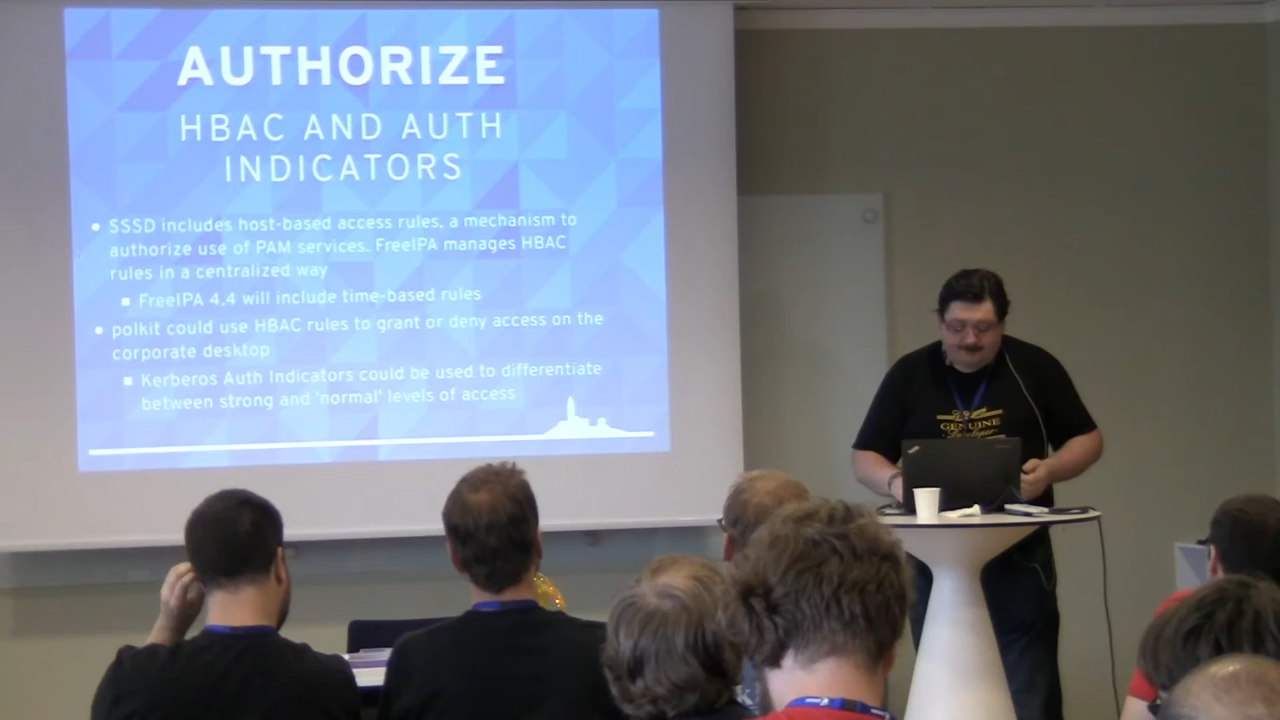 AUTHORIZE
HBAC AND AUTH
INDICATORS
• SSSD includes host-based access rules, a mechanism to
authorize use of PAM services. FreeIPA manages HBAC
rules in a centralized way
▪ FreeIPA 4.4 will include time-based rules
• polkit could use HBAC rules to grant or deny access on the
corporate desktop
▪ Kerberos Auth Indicators could be used to differentiate
between strong and 'normal' levels of access
GENUINE
Developer